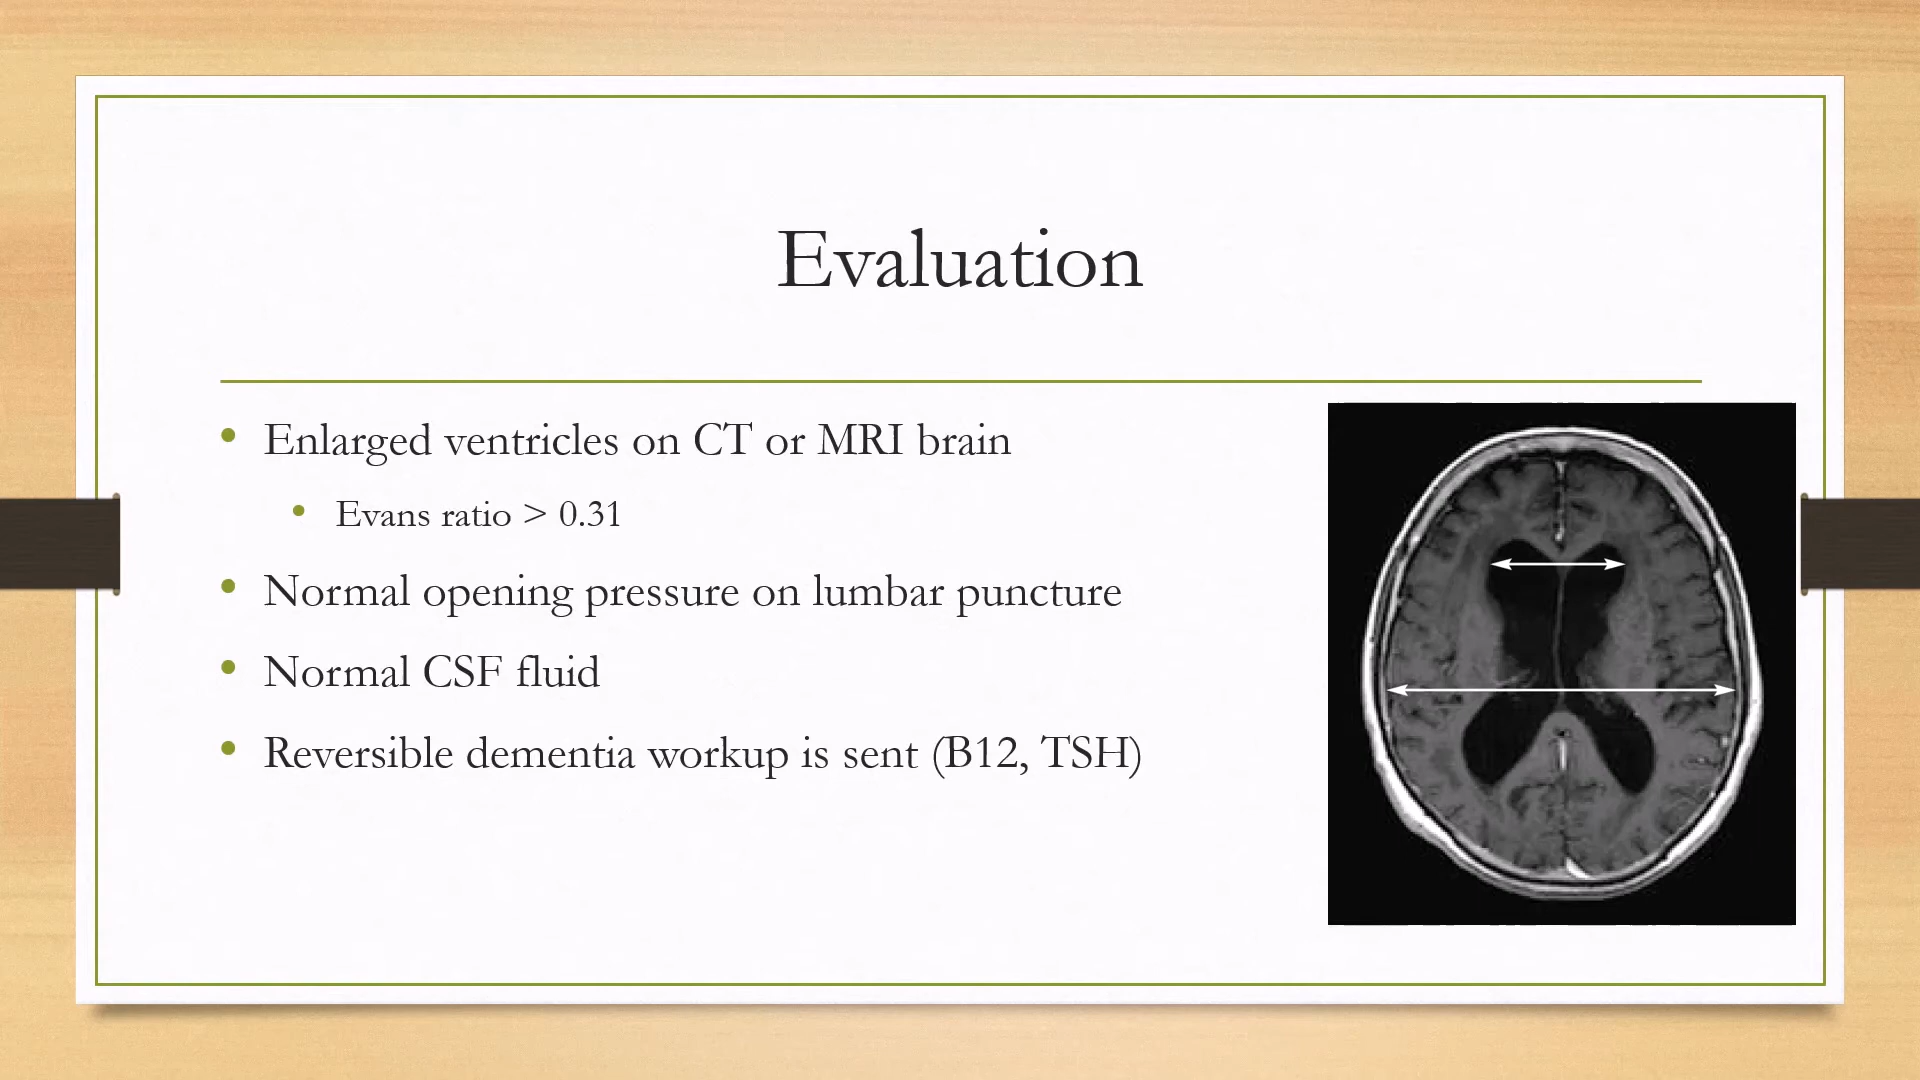 Evaluation
• Enlarged ventricles on CT or MRI brain
• Evans ratio > 0.31
• Normal opening pressure on lumbar puncture
• Normal CSF fluid
• Reversible dementia workup is sent (B12, TSH)